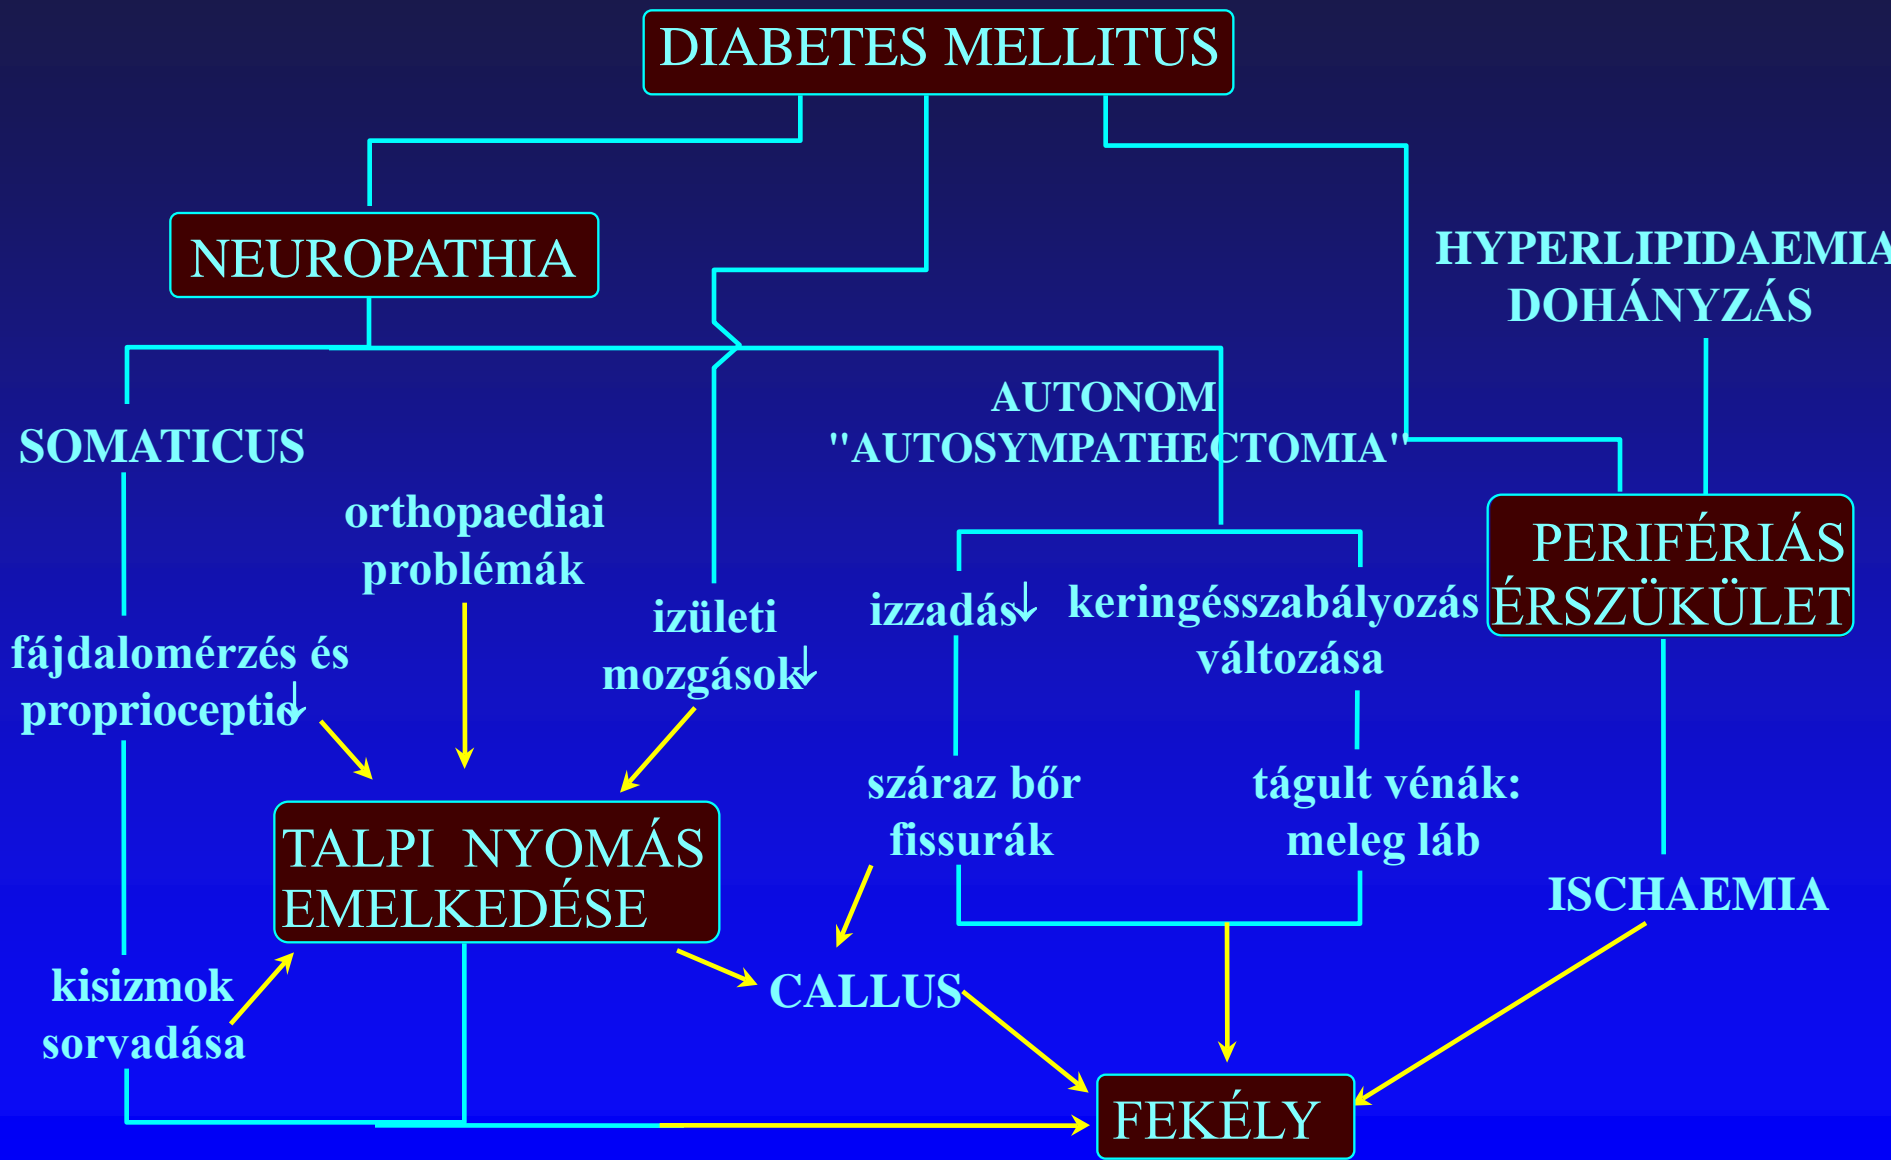 DIABETES MELLITUS
NEUROPATHIA
HYPERLIPIDAEMIA
DOHÁNYZÁS
AUTONOM
"AUTOSYMPATHECTOMIA"
SOMATICUS
orthopaediai
problémák
PERIFÉRIÁS
ÉRSZÜKÜLET
izületi
mozgások↓
izzadás↓
keringésszabályozás
változása
fájdalomérzés és
proprioceptio↓
száraz bőr
fissurák
tágult vénák:
meleg láb
TALPI NYOMÁS
EMELKEDÉSE
ISCHAEMIA
kisizmok
sorvadása
CALLUS
FEKÉLY